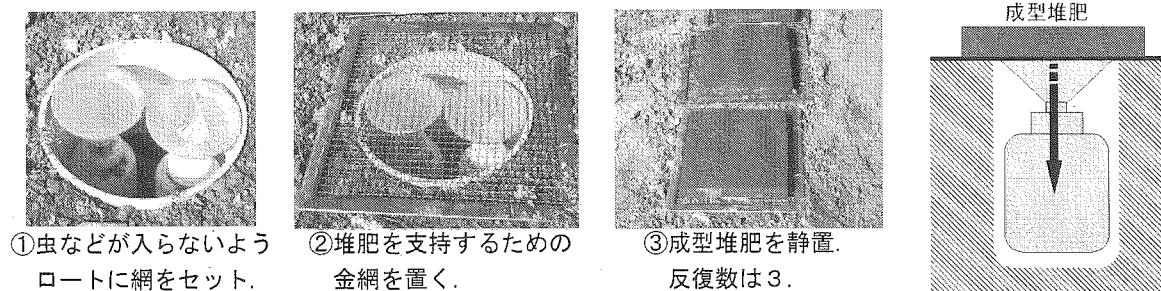 成型堆肥
①虫などが入らないよう
ロートに網をセット.
②堆肥を支持するための
金網を置く.
③成型堆肥を静置.
反復数は3.